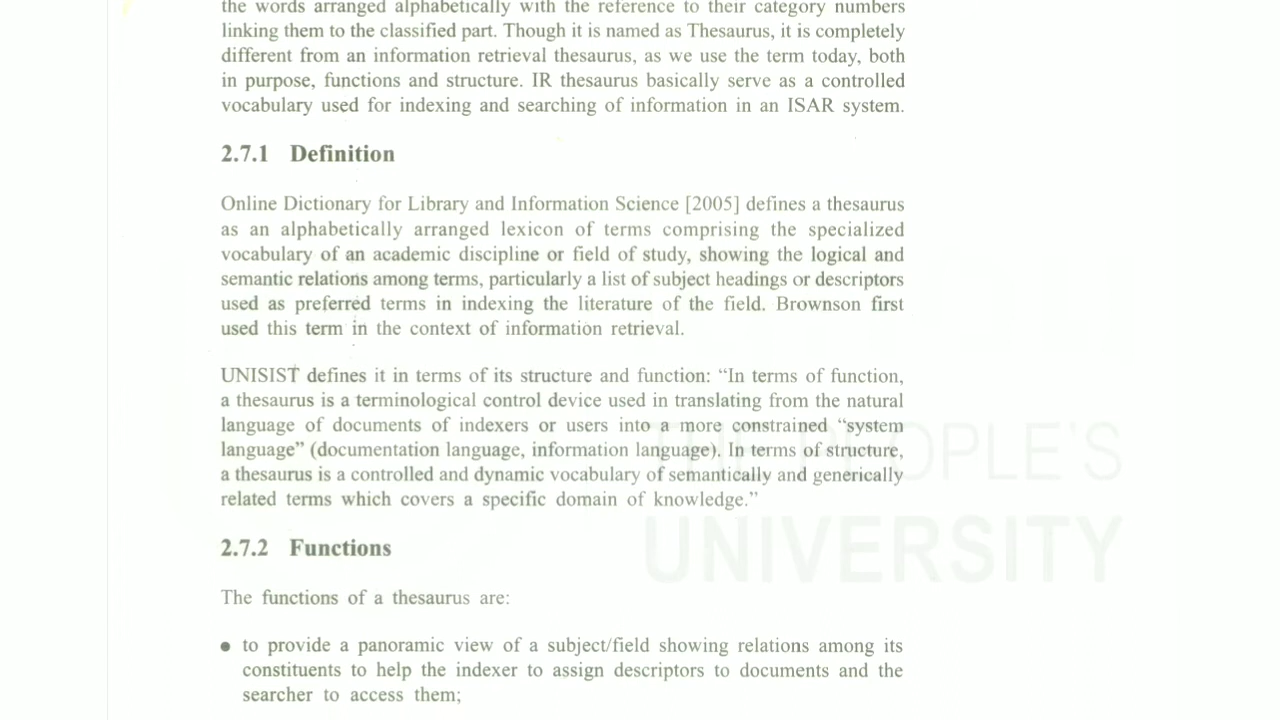 the words arranged alphabetically with the reference to their category numbers
linking them to the classified part. Though it is named as Thesaurus, it is completely
different from an information retrieval thesaurus, as we use the term today, both
in purpose, functions and structure. IR thesaurus basically serve as a controlled
vocabulary used for indexing and searching of information in an ISAR system.
2.7.1 Definition
Online Dictionary for Library and Information Science [2005] defines a thesaurus
as an alphabetically arranged lexicon of terms comprising the specialized
vocabulary of an academic discipline or field of study, showing the logical and
semantic relations among terms, particularly a list of subject headings or descriptors
used as preferred terms in indexing the literature of the field. Brownson first
used this term in the context of information retrieval.
UNISIST defines it in terms of its structure and function: “In terms of function,
a thesaurus is a terminological control device used in translating from the natural
language of documents of indexers or users into a more constrained “system
language” (documentation language, information language). In terms of structure,
a thesaurus is a controlled and dynamic vocabulary of semantically and generically
related terms which covers a specific domain of knowledge.”
THE PEOPLE'S
UNIVERSITY
2.7.2 Functions
The functions of a thesaurus are:
● to provide a panoramic view of a subject/field showing relations among its
constituents to help the indexer to assign descriptors to documents and the
searcher to access them;